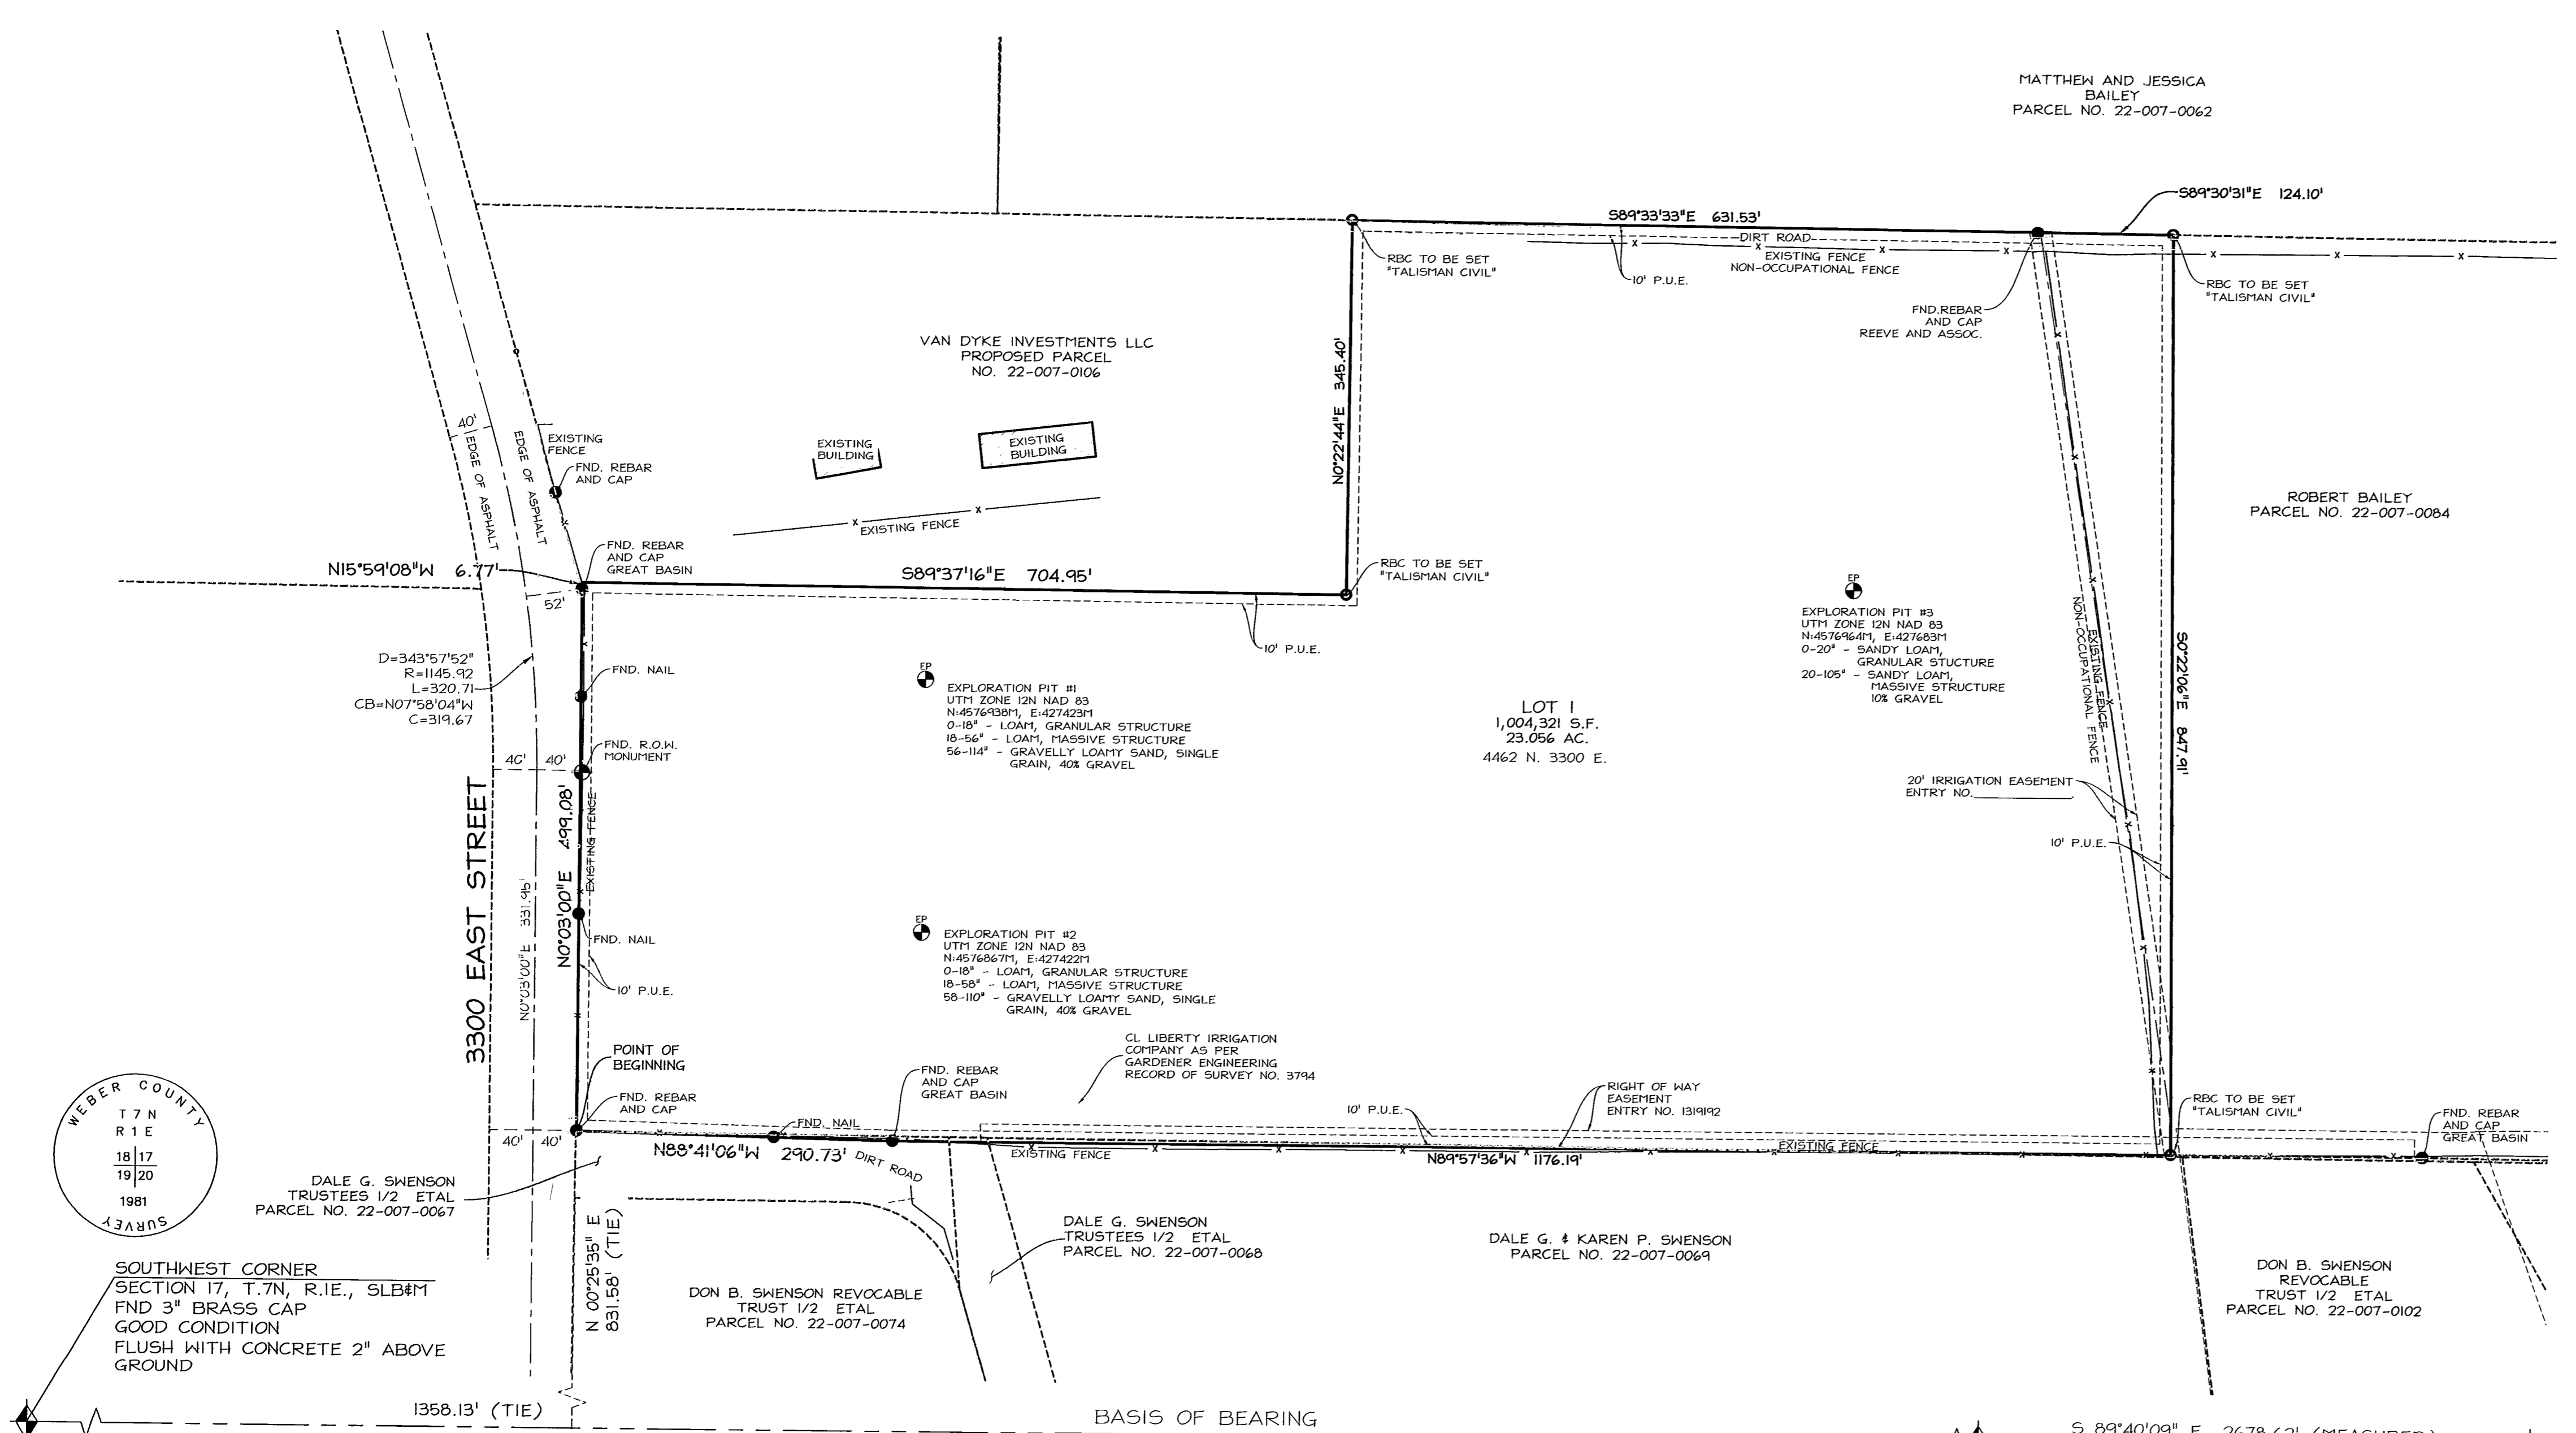 MATTHEW AND JESSICA
BAILEY
PARCEL NO. 22-007-0062
S89°30'31"E 124.10'
S89°33'33"E 631.53'
DIRT ROAD
EXISTING FENCE
NON-OCCUPATIONAL FENCE
RBC TO BE SET
"TALISMAN CIVIL"
10' P.U.E.
RBC TO BE SET
"TALISMAN CIVIL"
FND.REBAR
AND CAP
REEVE AND ASSOC.
VAN DYKE INVESTMENTS LLC
PROPOSED PARCEL
NO. 22-007-0106
N0°22'44"E 345.40'
40'
EDGE OF ASPHALT
EDGE OF ASPHALT
EXISTING
FENCE
FND. REBAR
AND CAP
EXISTING
BUILDING
EXISTING
BUILDING
EXISTING FENCE
ROBERT BAILEY
PARCEL NO. 22-007-0084
FND. REBAR
AND CAP
GREAT BASIN
N15°59'08"W 6.77'
52'
S89°37'16"E 704.95'
RBC TO BE SET
"TALISMAN CIVIL"
10' P.U.E.
EP
EXPLORATION PIT #3
UTM ZONE 12N NAD 83
N:4576964M, E:427683M
0-20" - SANDY LOAM,
GRANULAR STUCTURE
20-105" - SANDY LOAM,
MASSIVE STRUCTURE
10% GRAVEL
EXISTING FENCE
NON-OCCUPATIONAL FENCE
S0°22'06"E 847.91'
D=343°57'52"
R=1145.92
L=320.71
CB=N07°58'04"W
C=319.67
FND. NAIL
EP
EXPLORATION PIT #1
UTM ZONE 12N NAD 83
N:4576938M, E:427423M
0-18" - LOAM, GRANULAR STRUCTURE
18-56" - LOAM, MASSIVE STRUCTURE
56-114" - GRAVELLY LOAMY SAND, SINGLE
GRAIN, 40% GRAVEL
LOT 1
1,004,321 S.F.
23.056 AC.
4462 N. 3300 E.
FND. R.O.W.
MONUMENT
40' 40'
20' IRRIGATION EASEMENT
ENTRY NO.
10' P.U.E.
3300 EAST STREET
N0°03'00"E 331.95'
N0°03'00"E 499.08'
EXISTING FENCE
FND. NAIL
10' P.U.E.
EP
EXPLORATION PIT #2
UTM ZONE 12N NAD 83
N:4576867M, E:427422M
0-18" - LOAM, GRANULAR STRUCTURE
18-58" - LOAM, MASSIVE STRUCTURE
58-110" - GRAVELLY LOAMY SAND, SINGLE
GRAIN, 40% GRAVEL
POINT OF
BEGINNING
FND. REBAR
AND CAP
FND. REBAR
AND CAP
GREAT BASIN
CL LIBERTY IRRIGATION
COMPANY AS PER
GARDENER ENGINEERING
RECORD OF SURVEY NO. 3794
10' P.U.E.
RIGHT OF WAY
EASEMENT
ENTRY NO. 1319192
RBC TO BE SET
"TALISMAN CIVIL"
FND. REBAR
AND CAP
GREAT BASIN
40' 40'
FND. NAIL
N88°41'06"W 290.73'
DIRT ROAD
EXISTING FENCE
N89°57'36"W 1176.19'
EXISTING FENCE
WEBER COUNTY
T 7 N
R 1 E
18 17
19 20
1981
SURVEY
DALE G. SWENSON
TRUSTEES 1/2 ETAL
PARCEL NO. 22-007-0067
N 00°25'35" E
831.58' (TIE)
DALE G. SWENSON
TRUSTEES 1/2 ETAL
PARCEL NO. 22-007-0068
DALE G. & KAREN P. SWENSON
PARCEL NO. 22-007-0069
DON B. SWENSON REVOCABLE
TRUST 1/2 ETAL
PARCEL NO. 22-007-0074
DON B. SWENSON
REVOCABLE
TRUST 1/2 ETAL
PARCEL NO. 22-007-0102
SOUTHWEST CORNER
SECTION 17, T.7N, R.1E., SLB&M
FND 3" BRASS CAP
GOOD CONDITION
FLUSH WITH CONCRETE 2" ABOVE
GROUND
1358.13' (TIE)
BASIS OF BEARING
S 89°40'09" E